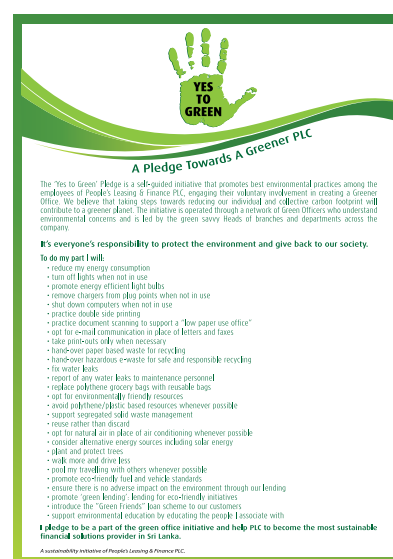 YES
TO
GREEN
A Pledge Towards A Greener PLC
The 'Yes to Green' Pledge is a self-guided initiative that promotes best environmental practices among the
employees of People's Leasing & Finance PLC, engaging their voluntary involvement in creating a Greener
Office. We believe that taking steps towards reducing our individual and collective carbon footprint will
contribute to a greener planet. The initiative is operated through a network of Green Officers who understand
environmental concerns and is led by the green savvy Heads of branches and departments across the
company.
It's everyone's responsibility to protect the environment and give back to our society.
To do my part I will:
• reduce my energy consumption
• turn off lights when not in use
• promote energy efficient light bulbs
• remove chargers from plug points when not in use
• shut down computers when not in use
• practice double side printing
• practice document scanning to support a "low paper use office"
• opt for e-mail communication in place of letters and faxes
• take print-outs only when necessary
• hand-over paper based waste for recycling
• hand-over hazardous e-waste for safe and responsible recycling
• fix water leaks
• report of any water leaks to maintenance personnel
• replace polythene grocery bags with reusable bags
• opt for environmentally friendly resources
• avoid polythene/plastic based resources whenever possible
• support segregated solid waste management
• reuse rather than discard
• opt for natural air in place of air conditioning whenever possible
• consider alternative energy sources including solar energy
• plant and protect trees
• walk more and drive less
• pool my travelling with others whenever possible
• promote eco-friendly fuel and vehicle standards
• ensure there is no adverse impact on the environment through our lending
• promote 'green lending': lending for eco-friendly initiatives
• introduce the "Green Friends" loan scheme to our customers
• support environmental education by educating the people I associate with
I pledge to be a part of the green office initiative and help PLC to become the most sustainable
financial solutions provider in Sri Lanka.
A sustainability initiative of People's Leasing & Finance PLC.